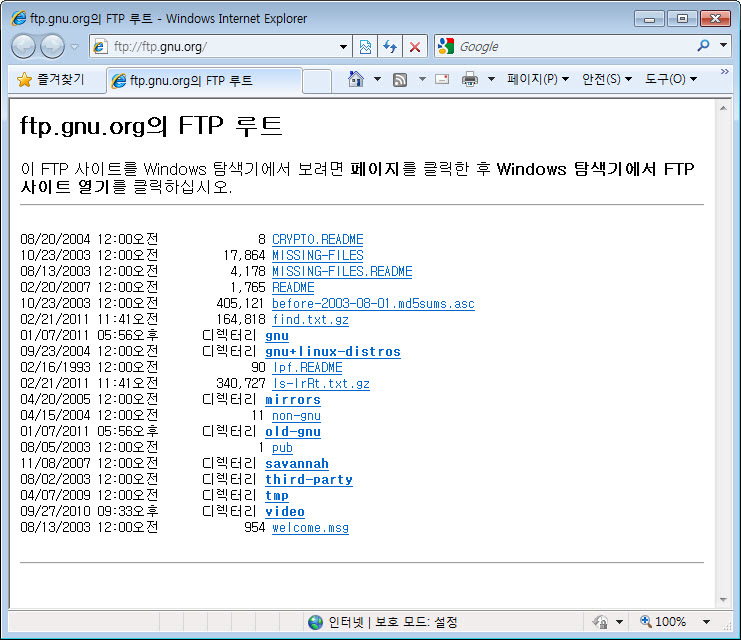 ftp.gnu.org의 FTP 루트 - Windows Internet Explorer
ftp://ftp.gnu.org/
Google
즐겨찾기
ftp.gnu.org의 FTP 루트
페이지(P)
안전(S)
도구(O)
»
ftp.gnu.org의 FTP 루트
이 FTP 사이트를 Windows 탐색기에서 보려면 페이지를 클릭한 후 Windows 탐색기에서 FTP
사이트 열기를 클릭하십시오.
08/20/2004 12:00오전 8 CRYPTO.README
10/23/2003 12:00오전 17,864 MISSING-FILES
08/13/2003 12:00오전 4,178 MISSING-FILES.README
02/20/2007 12:00오전 1,765 README
10/23/2003 12:00오전 405,121 before-2003-08-01.md5sums.asc
02/21/2011 11:41오전 164,818 find.txt.gz
01/07/2011 05:56오후 디렉터리 gnu
09/23/2004 12:00오전 디렉터리 gnu+linux-distros
02/16/1993 12:00오전 90 lpf.README
02/21/2011 11:41오전 340,727 ls-lrRt.txt.gz
04/20/2005 12:00오전 디렉터리 mirrors
04/15/2004 12:00오전 11 non-gnu
01/07/2011 05:56오후 디렉터리 old-gnu
08/05/2003 12:00오전 1 pub
11/08/2007 12:00오전 디렉터리 savannah
08/02/2003 12:00오전 디렉터리 third-party
04/07/2009 12:00오전 디렉터리 tmp
09/27/2010 09:33오후 디렉터리 video
08/13/2003 12:00오전 954 welcome.msg
인터넷 | 보호 모드: 설정
100%